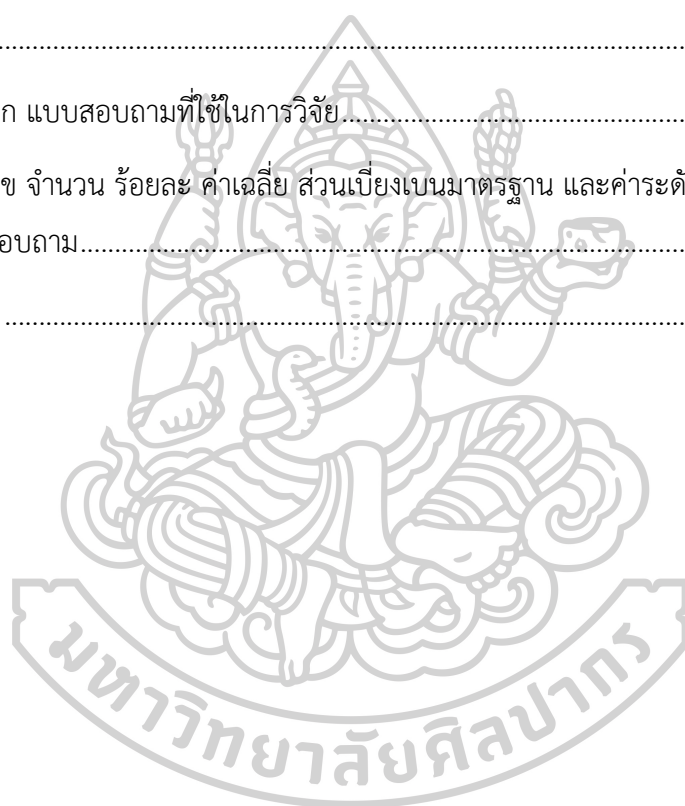 ....................................................................................................
ก แบบสอบถามที่ใช้ในการวิจัย..................................................
ข จำนวน ร้อยละ ค่าเฉลี่ย ส่วนเบี่ยงเบนมาตรฐาน และค่าระดั
อบถาม.......................................................................................
....................................................................................................
มหาวิทยาลัยศิลปากร